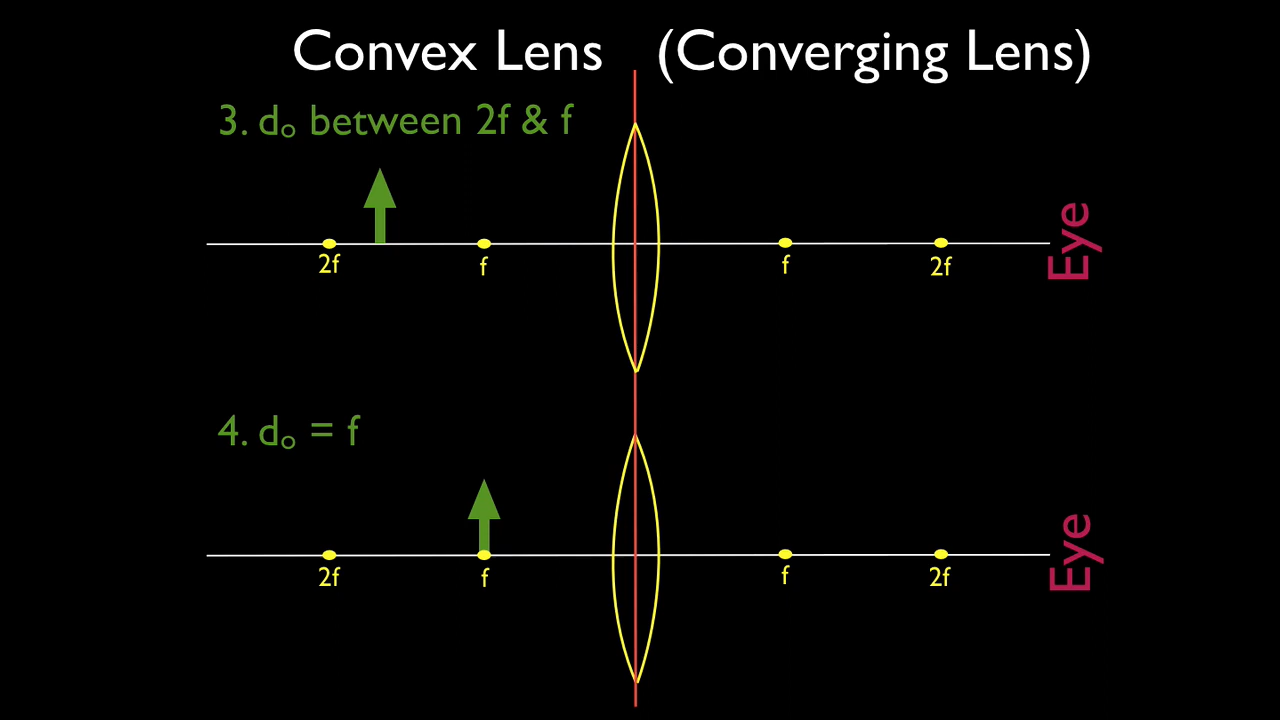 Convex Lens (Converging Lens)
3. dₒ between 2f & f
2f f f 2f
Eye
4. dₒ = f
2f f f 2f
Eye